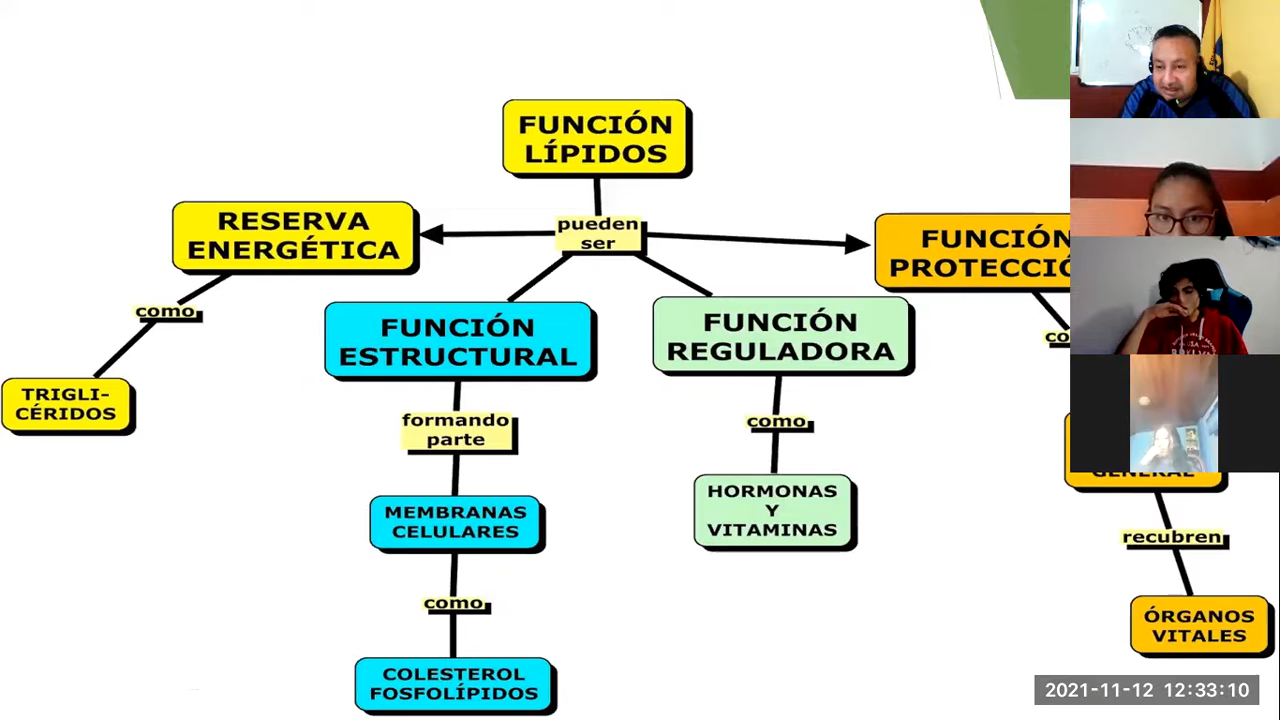 FUNCIÓN
LÍPIDOS
pueden
ser
RESERVA
ENERGÉTICA
como
TRIGLI-
CÉRIDOS
FUNCIÓN
ESTRUCTURAL
formando
parte
MEMBRANAS
CELULARES
como
COLESTEROL
FOSFOLÍPIDOS
FUNCIÓN
REGULADORA
como
HORMONAS
Y
VITAMINAS
FUNCIÓN
GENERAL
recubren
ÓRGANOS
VITALES
2021-11-12 12:33:10